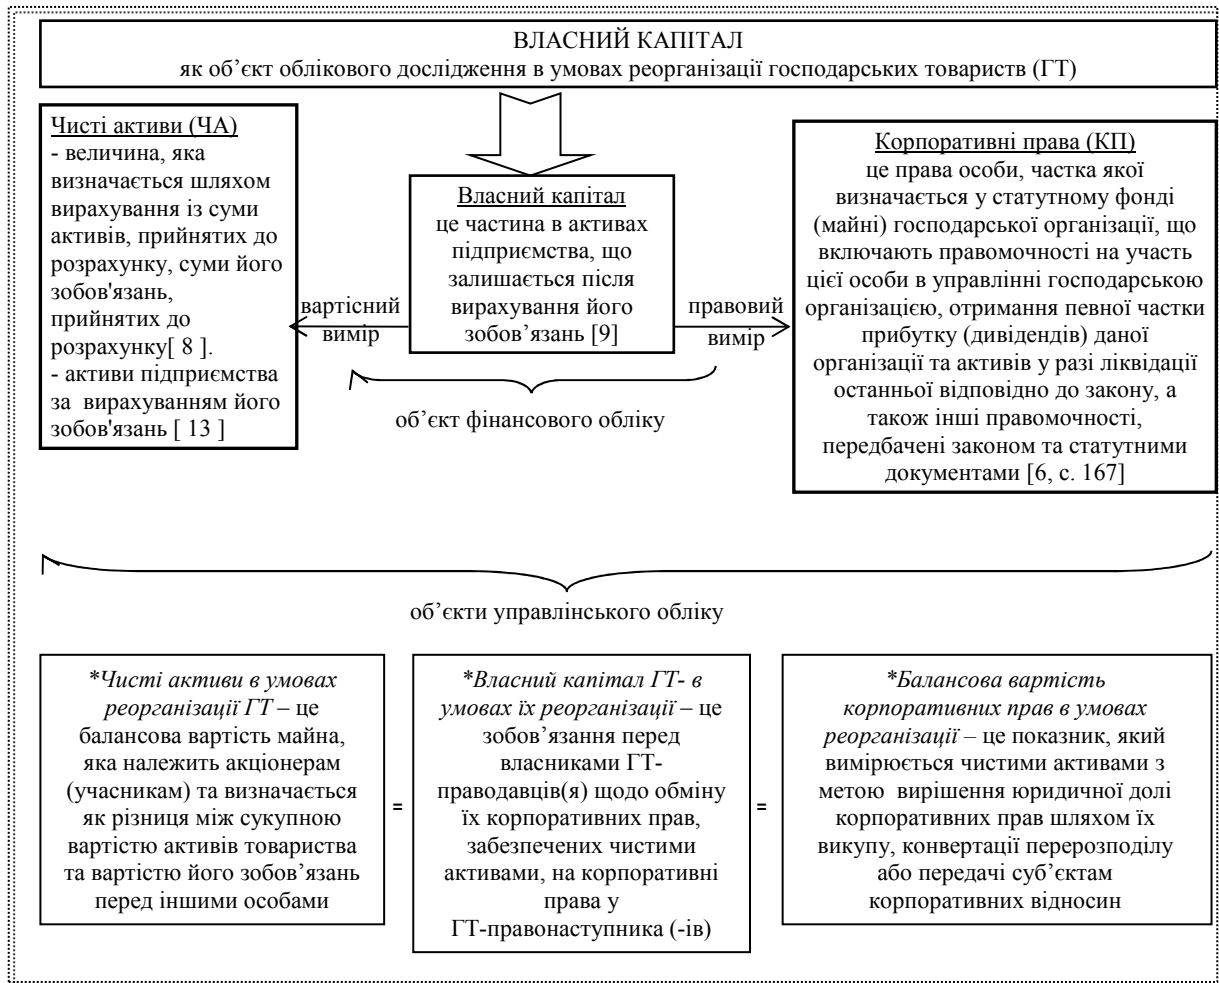 ВЛАСНИЙ КАПІТАЛ
як об’єкт облікового дослідження в умовах реорганізації господарських товариств (ГТ)
Чисті активи (ЧА)
- величина, яка
визначається шляхом
вирахування із суми
активів, прийнятих до
розрахунку, суми його
зобов'язань,
прийнятих до
розрахунку[ 8 ].
- активи підприємства
за вирахуванням його
зобов'язань [ 13 ]
вартісний
вимір
Власний капітал
це частина в активах
підприємства, що
залишається після
вирахування його
зобов’язань [9]
правовий
вимір
Корпоративні права (КП)
це права особи, частка якої
визначається у статутному фонді
(майні) господарської організації, що
включають правомочності на участь
цієї особи в управлінні господарською
організацією, отримання певної частки
прибутку (дивідендів) даної
організації та активів у разі ліквідації
останньої відповідно до закону, а
також інші правомочності,
передбачені законом та статутними
документами [6, с. 167]
об’єкт фінансового обліку
об’єкти управлінського обліку
*Чисті активи в умовах
реорганізації ГТ – це
балансова вартість майна,
яка належить акціонерам
(учасникам) та визначається
як різниця між сукупною
вартістю активів товариства
та вартістю його зобов’язань
перед іншими особами
=
*Власний капітал ГТ- в
умовах їх реорганізації – це
зобов’язання перед
власниками ГТ-
праводавців(я) щодо обміну
їх корпоративних прав,
забезпечених чистими
активами, на корпоративні
права у
ГТ-правонаступника (-ів)
=
*Балансова вартість
корпоративних прав в умовах
реорганізації – це показник, який
вимірюється чистими активами з
метою вирішення юридичної долі
корпоративних прав шляхом їх
викупу, конвертації перерозподілу
або передачі суб’єктам
корпоративних відносин